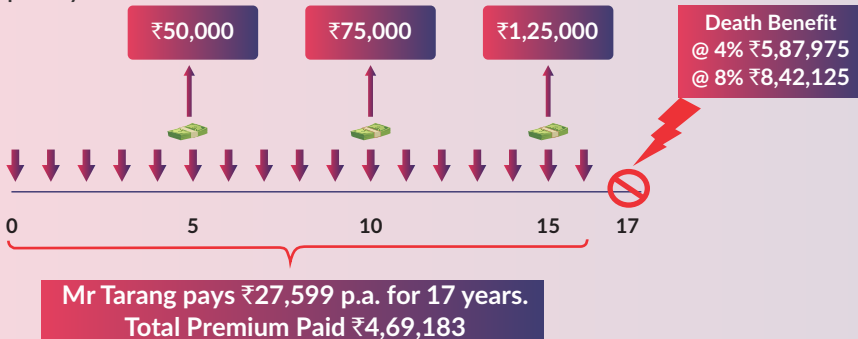 ₹50,000
₹75,000
₹1,25,000
Death Benefit
@ 4% ₹5,87,975
@ 8% ₹8,42,125
0
5
10
15
17
Mr Tarang pays ₹27,599 p.a. for 17 years.
Total Premium Paid ₹4,69,183